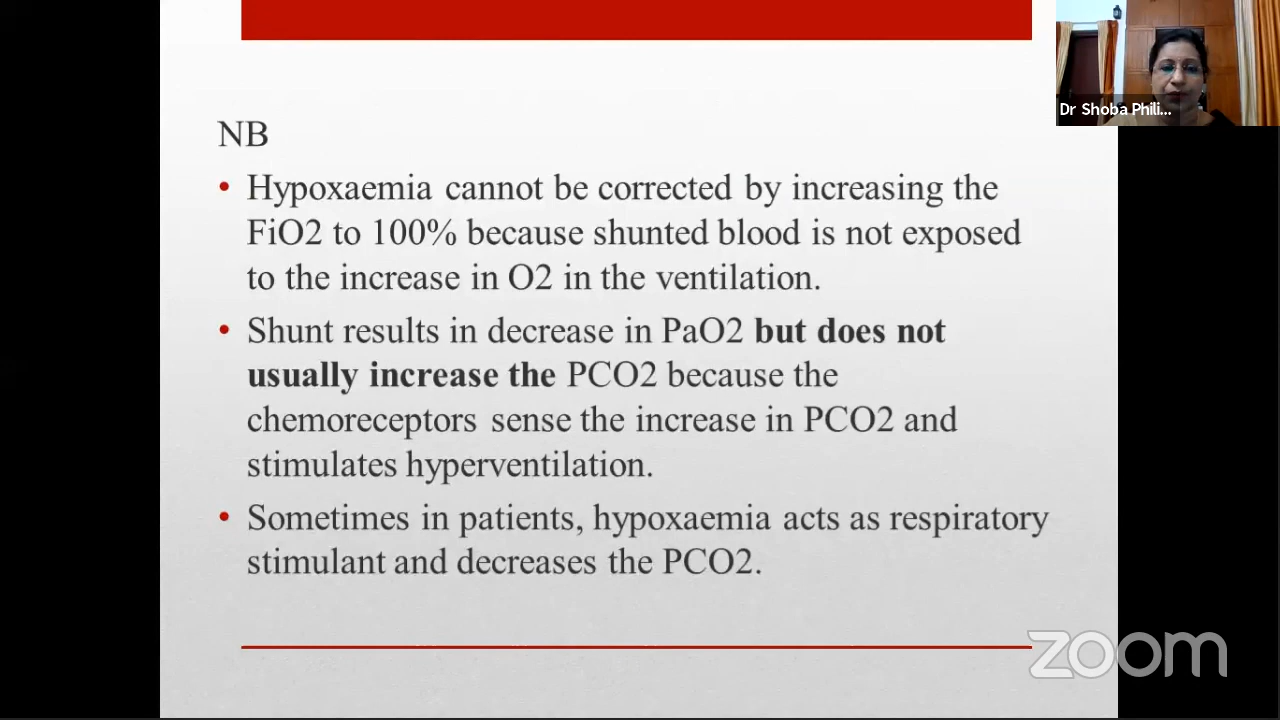 Dr Shoba Phili...
NB
• Hypoxaemia cannot be corrected by increasing the
FiO2 to 100% because shunted blood is not exposed
to the increase in O2 in the ventilation.
• Shunt results in decrease in PaO2 but does not
usually increase the PCO2 because the
chemoreceptors sense the increase in PCO2 and
stimulates hyperventilation.
• Sometimes in patients, hypoxaemia acts as respiratory
stimulant and decreases the PCO2.
zoom